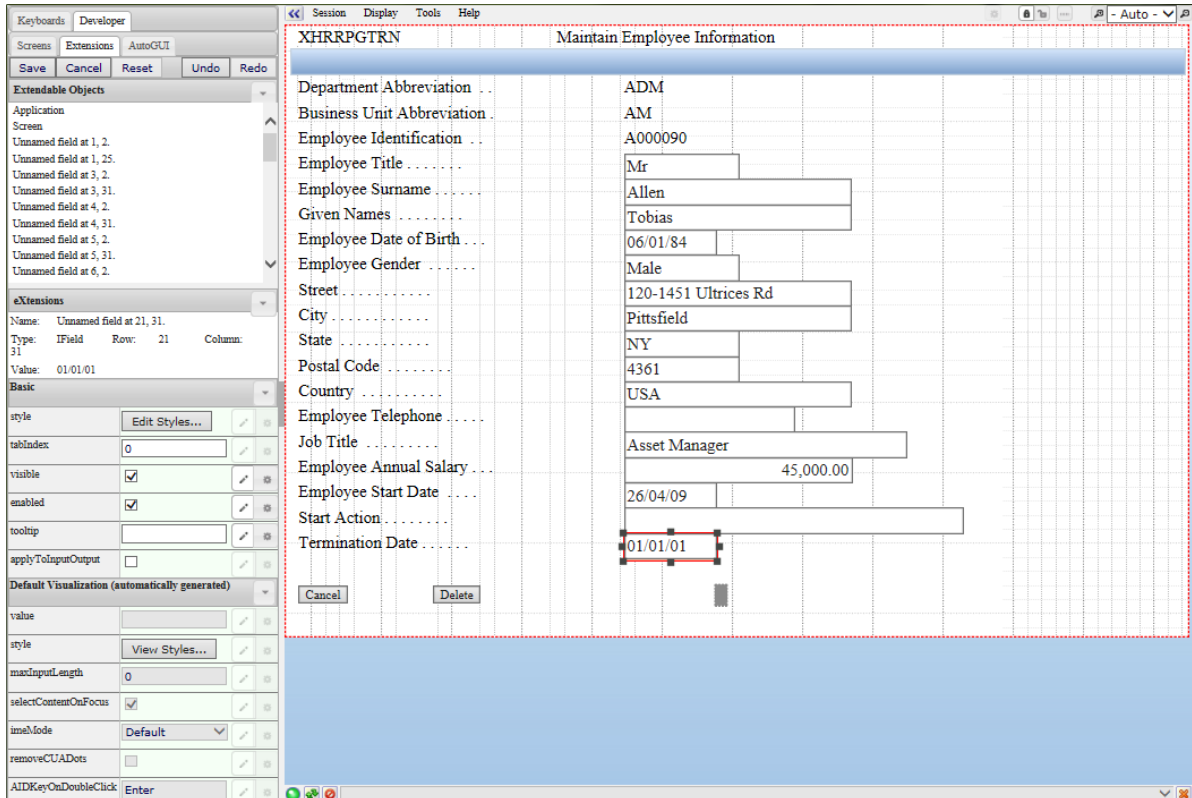 Keyboards Developer
Session Display Tools Help
- Auto -
Screens Extensions AutoGUI
Save Cancel Reset Undo Redo
Extendable Objects
Application
Screen
Unnamed field at 1, 2.
Unnamed field at 1, 25.
Unnamed field at 3, 2.
Unnamed field at 3, 31.
Unnamed field at 4, 2.
Unnamed field at 4, 31.
Unnamed field at 5, 2.
Unnamed field at 5, 31.
Unnamed field at 6, 2.
eXtensions
Name: Unnamed field at 21, 31.
Type: IField Row: 21 Column:
31
Value: 01/01/01
Basic
style Edit Styles...
tabIndex 0
visible
enabled
tooltip
applyToInputOutput
Default Visualization (automatically generated)
value
style View Styles...
maxInputLength 0
selectContentOnFocus
imeMode Default
removeCUADots
AIDKeyOnDoubleClick Enter
XHRRPGTRN Maintain Employee Information
Department Abbreviation . . ADM
Business Unit Abbreviation . AM
Employee Identification . . A000090
Employee Title . . . . . . . Mr
Employee Surname . . . . . . Allen
Given Names . . . . . . . . Tobias
Employee Date of Birth . . . 06/01/84
Employee Gender . . . . . . Male
Street . . . . . . . . . . . 120-1451 Ultrices Rd
City . . . . . . . . . . . . Pittsfield
State . . . . . . . . . . . NY
Postal Code . . . . . . . . 4361
Country . . . . . . . . . . USA
Employee Telephone . . . . .
Job Title . . . . . . . . . Asset Manager
Employee Annual Salary . . . 45,000.00
Employee Start Date . . . . 26/04/09
Start Action . . . . . . . .
Termination Date . . . . . . 01/01/01
Cancel Delete